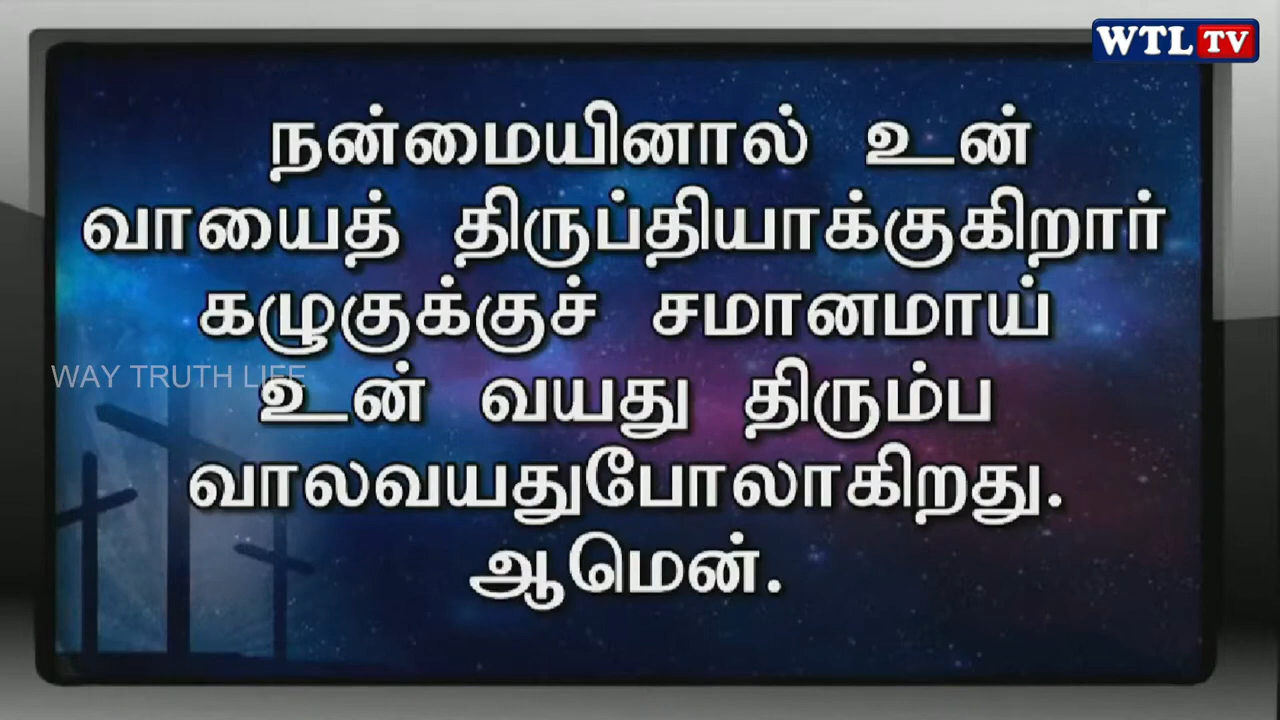 WTL TV
நன்மையினால் உன்
வாயைத் திருப்தியாக்குகிறார்
கழுகுக்குச் சமானமாய்
WAY TRUTH LIFE
உன் வயது திரும்ப
வாலவயதுபோலாகிறது.
ஆமென்.